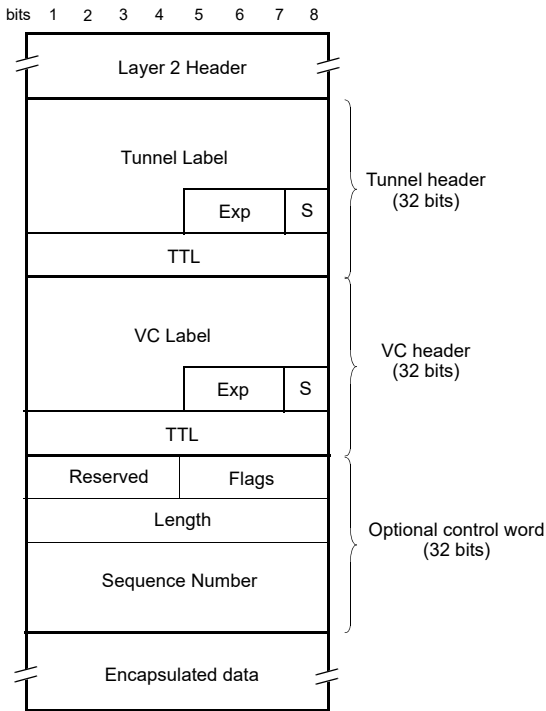 bits 1 2 3 4 5 6 7 8
Layer 2 Header
Tunnel Label
Exp S
TTL
Tunnel header
(32 bits)
VC Label
Exp S
TTL
VC header
(32 bits)
Reserved Flags
Length
Sequence Number
Optional control word
(32 bits)
Encapsulated data